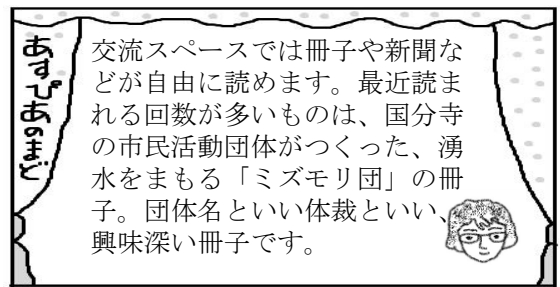 あすぴあのまど
交流スペースでは冊子や新聞な
どが自由に読めます。最近読ま
れる回数が多いものは、国分寺
の市民活動団体がつくった、湧
水をまもる「ミズモリ団」の冊
子。団体名といい体裁といい、
興味深い冊子です。